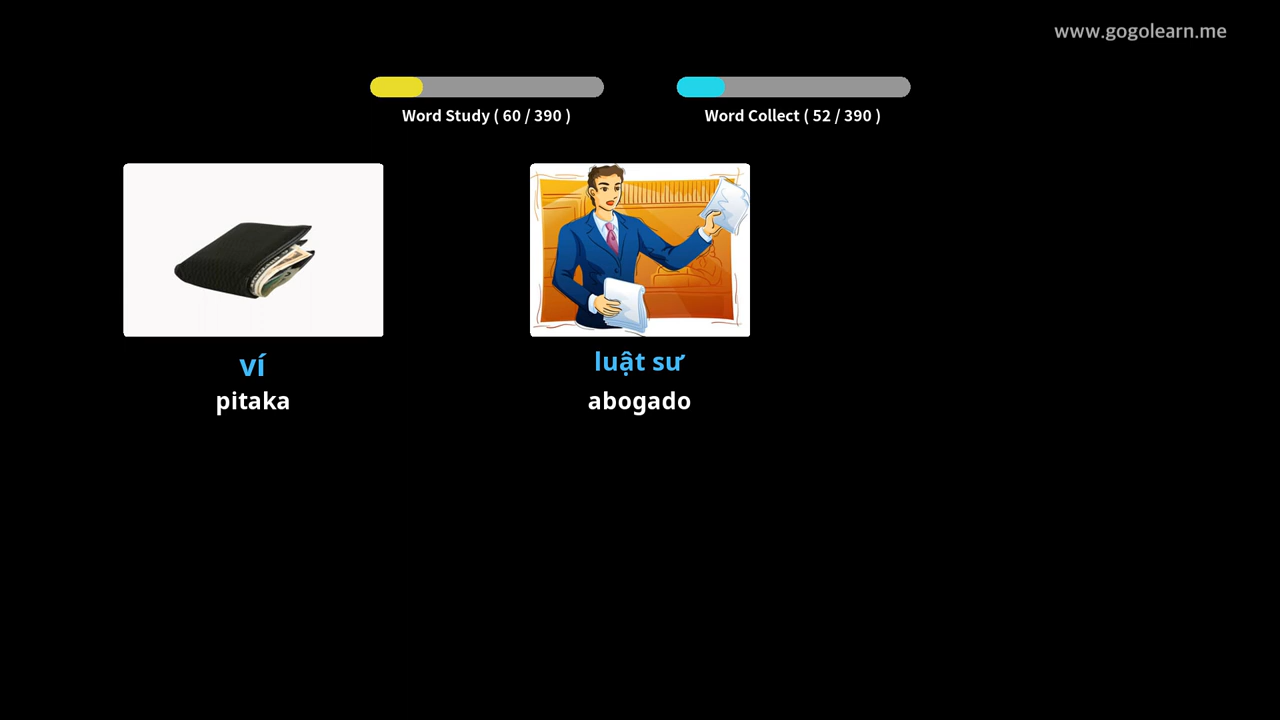 www.gogolearn.me
Word Study ( 60 / 390 )
Word Collect ( 52 / 390 )
ví
pitaka
luật sư
abogado